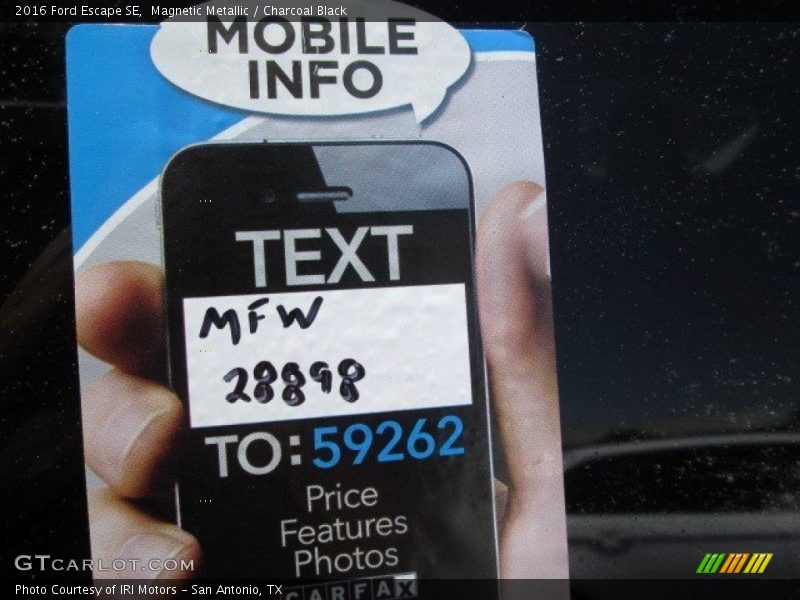 2016 Ford Escape SE, Magnetic Metallic / Charcoal Black
MOBILE
INFO
TEXT
MFW
28898
TO: 59262
Price
Features
Photos
CARFAX
GTCARLOT.COM
Photo Courtesy of IRI Motors – San Antonio, TX